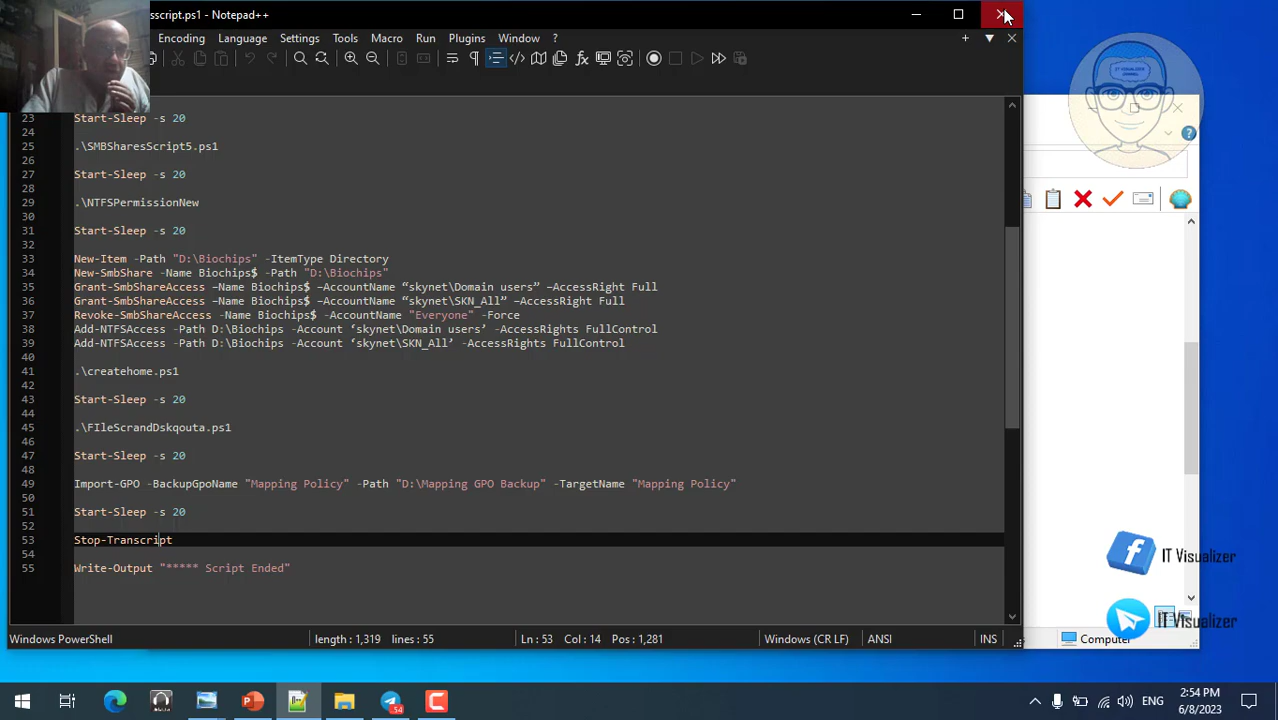 sscript.ps1 - Notepad++
Encoding Language Settings Tools Macro Run Plugins Window ?
IT VISUALIZER
CHANNEL
23 Start-Sleep -s 20
24
25 .\SMBSharesScript5.ps1
26
27 Start-Sleep -s 20
28
29 .\NTFSPermissionNew
30
31 Start-Sleep -s 20
32
33 New-Item -Path "D:\Biochips" -ItemType Directory
34 New-SmbShare -Name Biochips$ -Path "D:\Biochips"
35 Grant-SmbShareAccess –Name Biochips$ –AccountName “skynet\Domain users” –AccessRight Full
36 Grant-SmbShareAccess –Name Biochips$ –AccountName “skynet\SKN_All” –AccessRight Full
37 Revoke-SmbShareAccess -Name Biochips$ -AccountName "Everyone" -Force
38 Add-NTFSAccess -Path D:\Biochips -Account ‘skynet\Domain users’ -AccessRights FullControl
39 Add-NTFSAccess -Path D:\Biochips -Account ‘skynet\SKN_All’ -AccessRights FullControl
40
41 .\createhome.ps1
42
43 Start-Sleep -s 20
44
45 .\FIleScrandDskqouta.ps1
46
47 Start-Sleep -s 20
48
49 Import-GPO -BackupGpoName "Mapping Policy" -Path "D:\Mapping GPO Backup" -TargetName "Mapping Policy"
50
51 Start-Sleep -s 20
52
53 Stop-Transcript
54
55 Write-Output "***** Script Ended"
IT Visualizer
IT Visualizer
Windows PowerShell length : 1,319 lines : 55 Ln : 53 Col : 14 Pos : 1,281 Windows (CR LF) ANSI INS
Computer
54
ENG
2:54 PM
6/8/2023